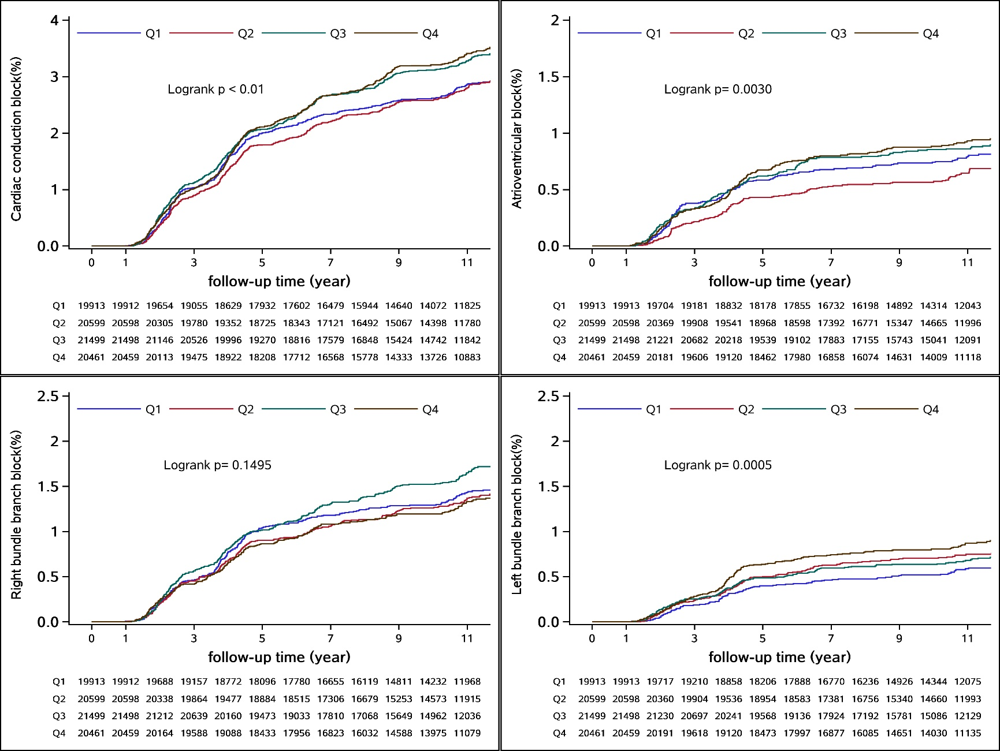 Cardiac conduction block(%)
4
3
2
1
0.0
Q1 Q2 Q3 Q4
Logrank p < 0.01
0 1 3 5 7 9 11
follow-up time (year)
Q1 19913 19912 19654 19055 18629 17932 17602 16479 15944 14640 14072 11825
Q2 20599 20598 20305 19780 19352 18725 18343 17121 16492 15067 14398 11780
Q3 21499 21498 21146 20526 19996 19270 18816 17579 16848 15424 14742 11842
Q4 20461 20459 20113 19475 18922 18208 17712 16568 15778 14333 13726 10883
Atrioventricular block(%)
2
1.5
1
0.5
0.0
Q1 Q2 Q3 Q4
Logrank p= 0.0030
0 1 3 5 7 9 11
follow-up time (year)
Q1 19913 19913 19704 19181 18832 18178 17855 16732 16198 14892 14314 12043
Q2 20599 20598 20369 19908 19541 18968 18598 17392 16771 15347 14665 11996
Q3 21499 21498 21221 20682 20218 19539 19102 17883 17155 15743 15041 12091
Q4 20461 20459 20181 19606 19120 18462 17980 16858 16074 14631 14009 11118
Right bundle branch block(%)
2.5
2
1.5
1
0.5
0.0
Q1 Q2 Q3 Q4
Logrank p= 0.1495
0 1 3 5 7 9 11
follow-up time (year)
Q1 19913 19912 19688 19157 18772 18096 17780 16655 16119 14811 14232 11968
Q2 20599 20598 20338 19864 19477 18884 18515 17306 16679 15253 14573 11915
Q3 21499 21498 21212 20639 20160 19473 19033 17810 17068 15649 14962 12036
Q4 20461 20459 20164 19588 19088 18433 17956 16823 16032 14588 13975 11079
Left bundle branch block(%)
2.5
2
1.5
1
0.5
0.0
Q1 Q2 Q3 Q4
Logrank p= 0.0005
0 1 3 5 7 9 11
follow-up time (year)
Q1 19913 19913 19717 19210 18858 18206 17888 16770 16236 14926 14344 12075
Q2 20599 20598 20360 19904 19536 18954 18583 17381 16756 15340 14660 11993
Q3 21499 21498 21230 20697 20241 19568 19136 17924 17192 15781 15086 12129
Q4 20461 20459 20191 19618 19120 18473 17997 16877 16085 14651 14030 11135